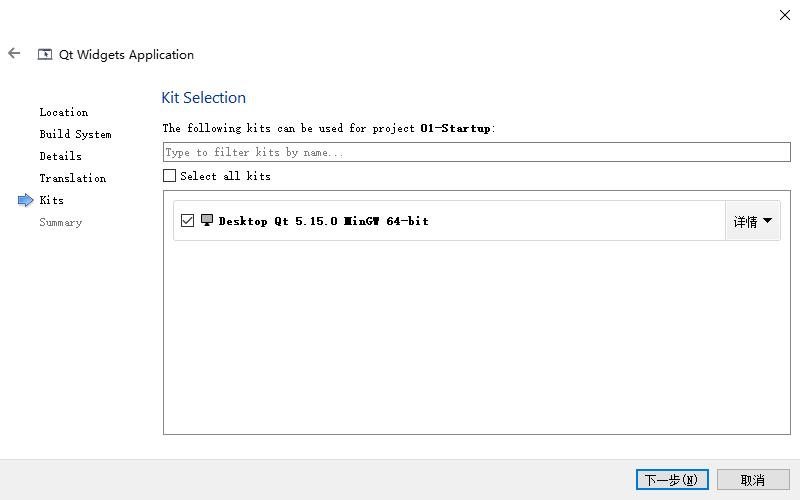 Qt Widgets Application
Kit Selection
Location
Build System
Details
Translation
Kits
Summary
The following kits can be used for project 01-Startup:
Type to filter kits by name...
Select all kits
Desktop Qt 5.15.0 MinGW 64-bit
详情
下一步(N)
取消